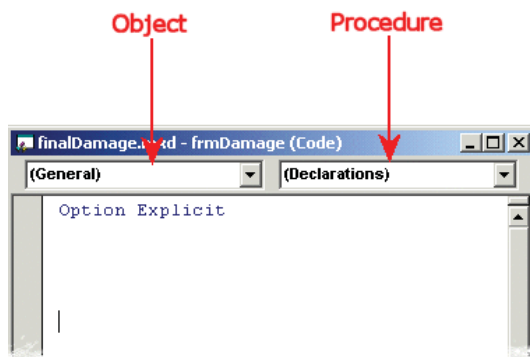 Object Procedure
finalDamage.mxd - frmDamage (Code)
(General) (Declarations)
Option Explicit